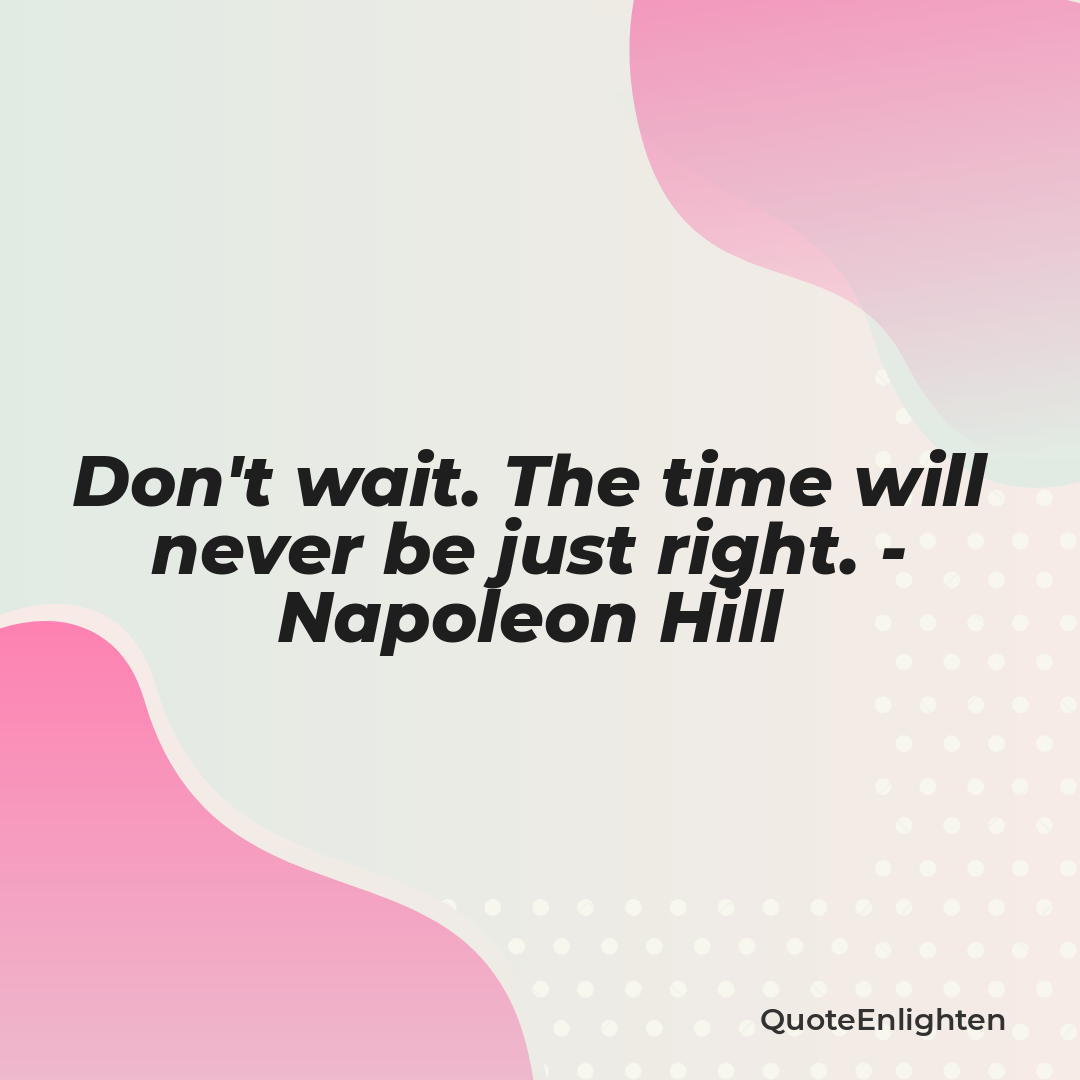 Don't wait. The time will
never be just right. -
Napoleon Hill
QuoteEnlighten